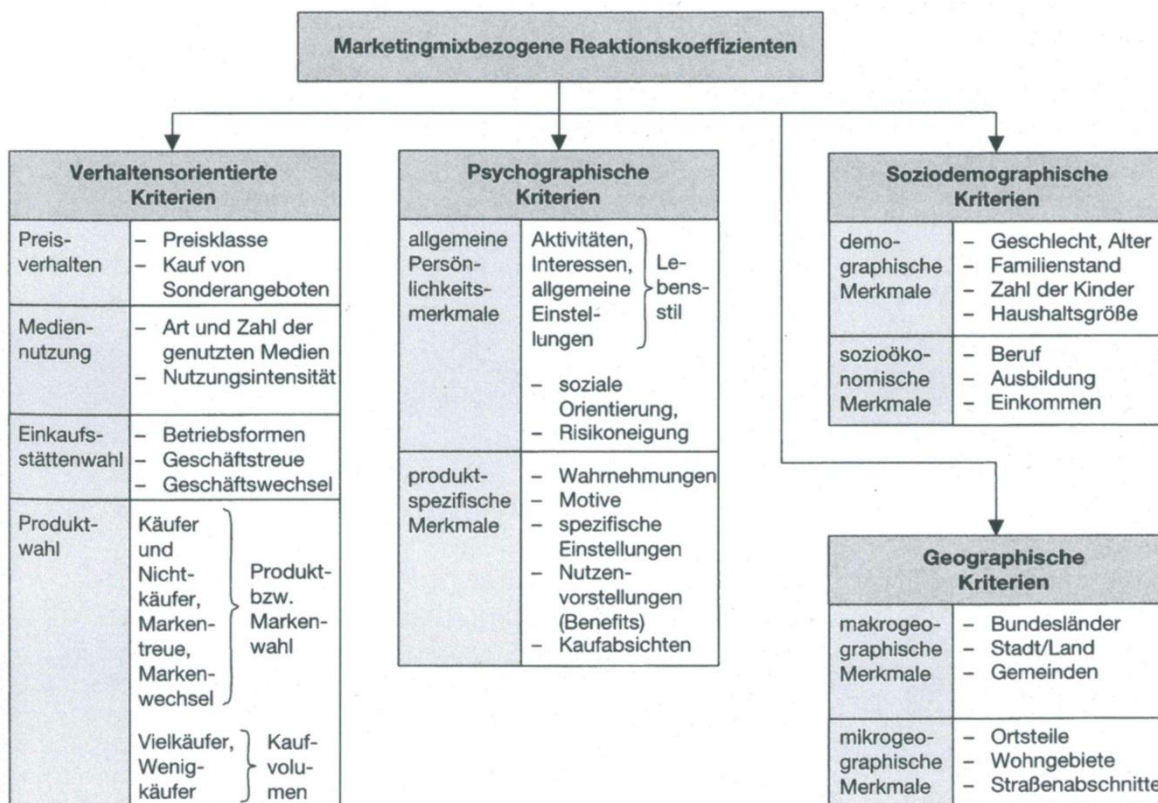 Marketingmixbezogene Reaktionskoeffizienten
Verhaltensorientierte
Kriterien
Preis-
verhalten
– Preisklasse
– Kauf von
Sonderangeboten
Medien-
nutzung
– Art und Zahl der
genutzten Medien
– Nutzungsintensität
Einkaufs-
stättenwahl
– Betriebsformen
– Geschäftstreue
– Geschäftswechsel
Produkt-
wahl
Käufer
und
Nicht-
käufer,
Marken-
treue,
Marken-
wechsel
Produkt-
bzw.
Marken-
wahl
Vielkäufer,
Wenig-
käufer
Kauf-
volu-
men
Psychographische
Kriterien
allgemeine
Persön-
lichkeits-
merkmale
Aktivitäten,
Interessen,
allgemeine
Einstel-
lungen
Le-
bens-
stil
– soziale
Orientierung,
– Risikoneigung
produkt-
spezifische
Merkmale
– Wahrnehmungen
– Motive
– spezifische
Einstellungen
– Nutzen-
vorstellungen
(Benefits)
– Kaufabsichten
Soziodemographische
Kriterien
demo-
graphische
Merkmale
– Geschlecht, Alter
– Familienstand
– Zahl der Kinder
– Haushaltsgröße
sozioöko-
nomische
Merkmale
– Beruf
– Ausbildung
– Einkommen
Geographische
Kriterien
makrogeo-
graphische
Merkmale
– Bundesländer
– Stadt/Land
– Gemeinden
mikrogeo-
graphische
Merkmale
– Ortsteile
– Wohngebiete
– Straßenabschnitte